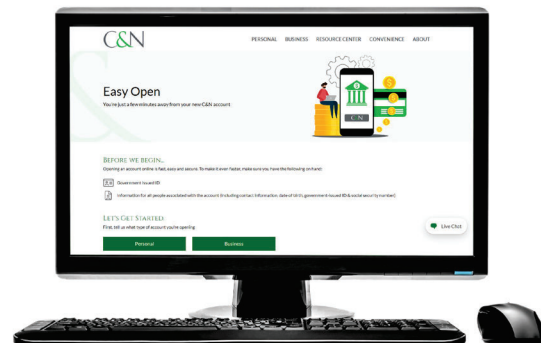 C&N
PERSONAL BUSINESS RESOURCE CENTER CONVENIENCE ABOUT
Easy Open
You're just a few minutes away from your new C&N account
C N
BEFORE WE BEGIN...
Opening an account online is fast, easy and secure. To make it even faster, make sure you have the following on hand:
Government Issued ID
Information for all people associated with the account (including contact information, date of birth, government-issued ID & social security number)
LET'S GET STARTED.
First, tell us what type of account you're opening
Personal Business
Live Chat